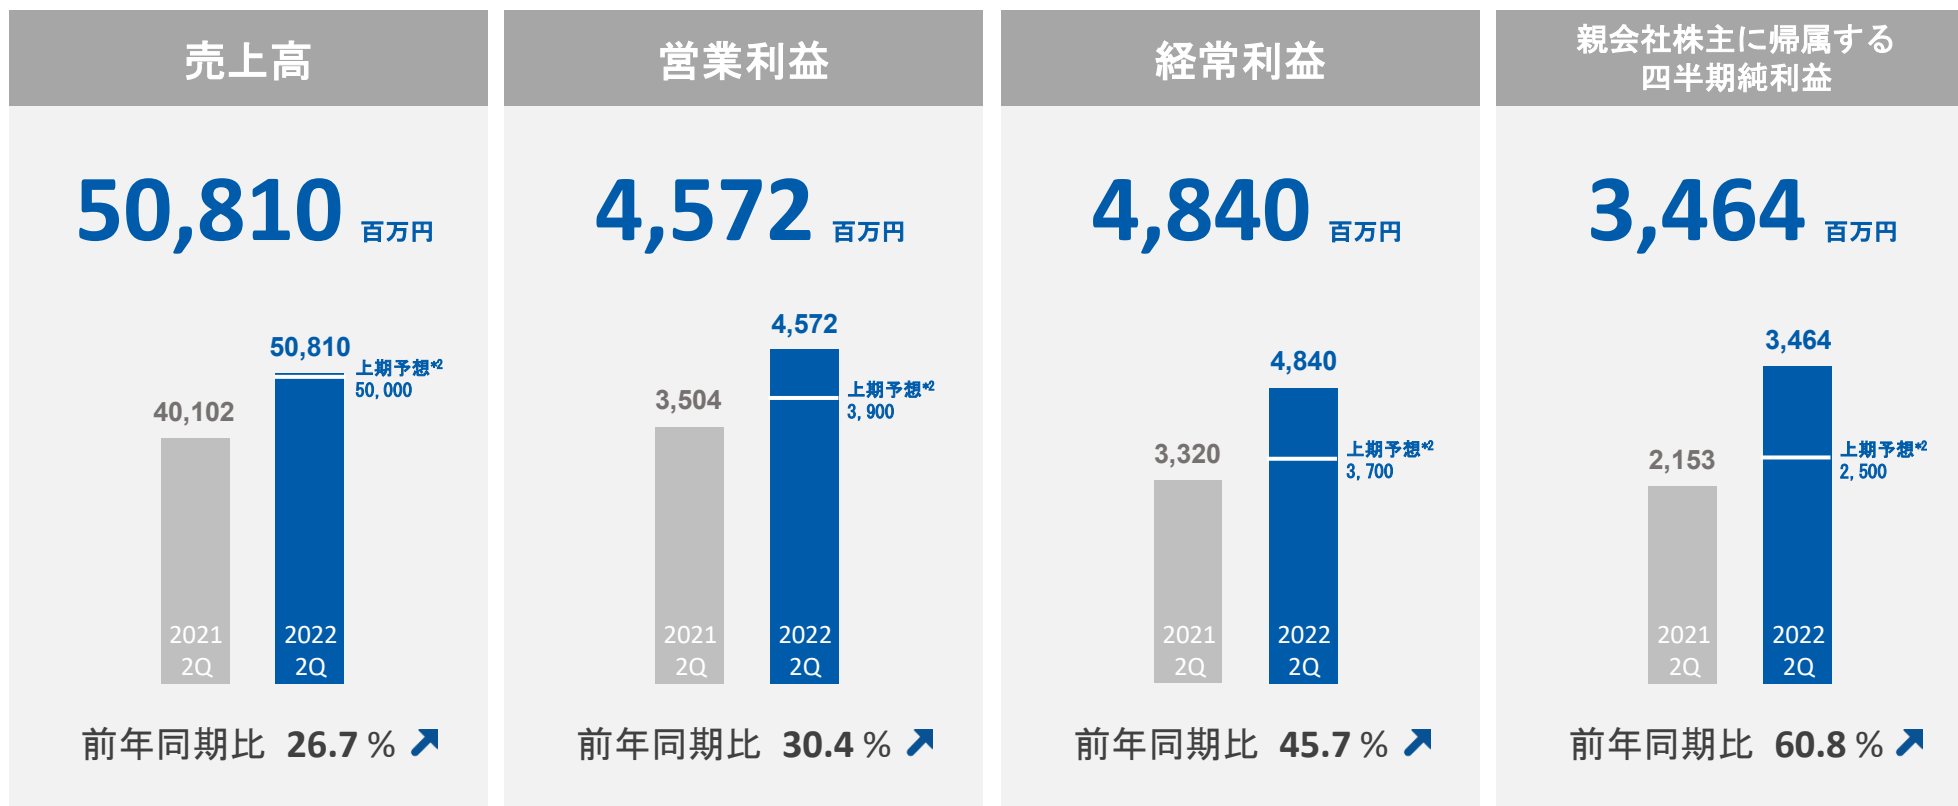 売上高
50,810 百万円
50,810
上期予想*2
50,000
40,102
2021
2Q
2022
2Q
前年同期比 26.7 %
営業利益
4,572 百万円
4,572
上期予想*2
3,900
3,504
2021
2Q
2022
2Q
前年同期比 30.4 %
経常利益
4,840 百万円
4,840
上期予想*2
3,700
3,320
2021
2Q
2022
2Q
前年同期比 45.7 %
親会社株主に帰属する
四半期純利益
3,464 百万円
3,464
上期予想*2
2,500
2,153
2021
2Q
2022
2Q
前年同期比 60.8 %